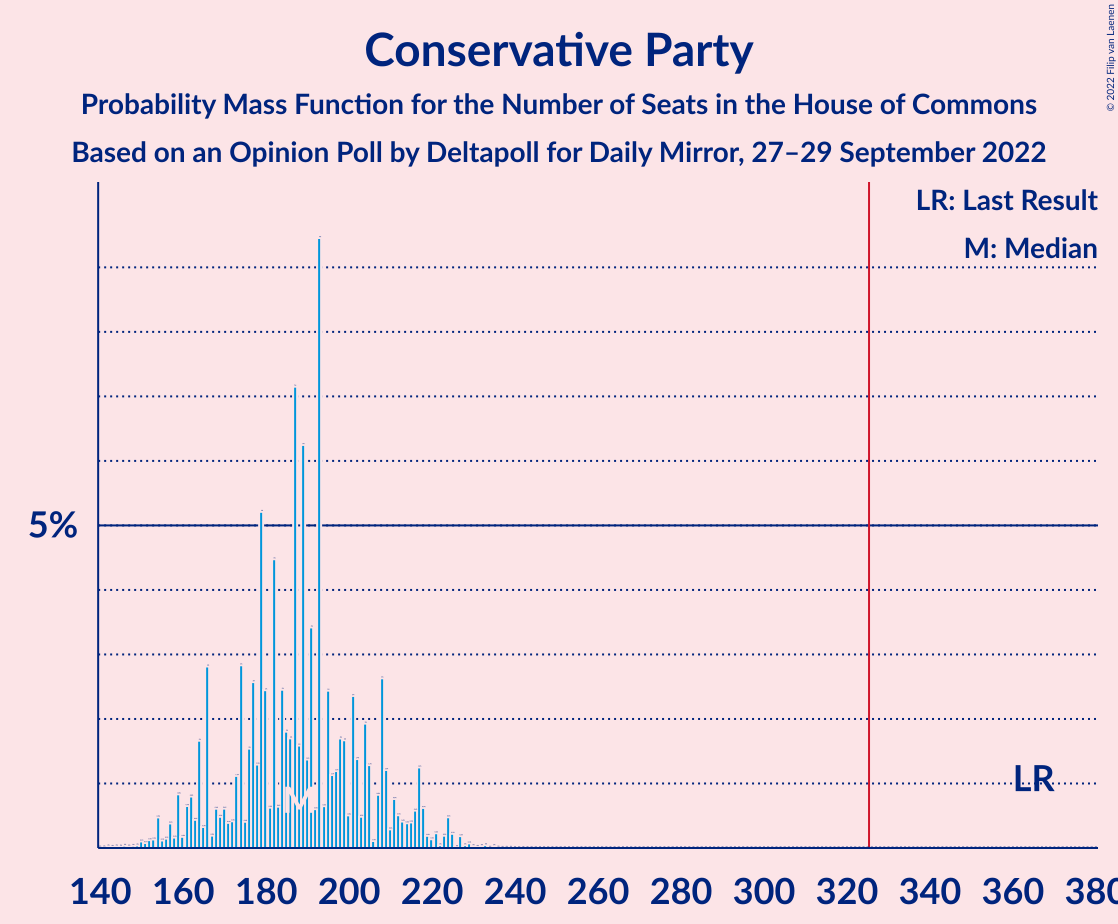 Conservative Party
Probability Mass Function for the Number of Seats in the House of Commons
Based on an Opinion Poll by Deltapoll for Daily Mirror, 27–29 September 2022
© 2022 Filip van Laenen
LR: Last Result
M: Median
5%
M
LR
140 160 180 200 220 240 260 280 300 320 340 360 380